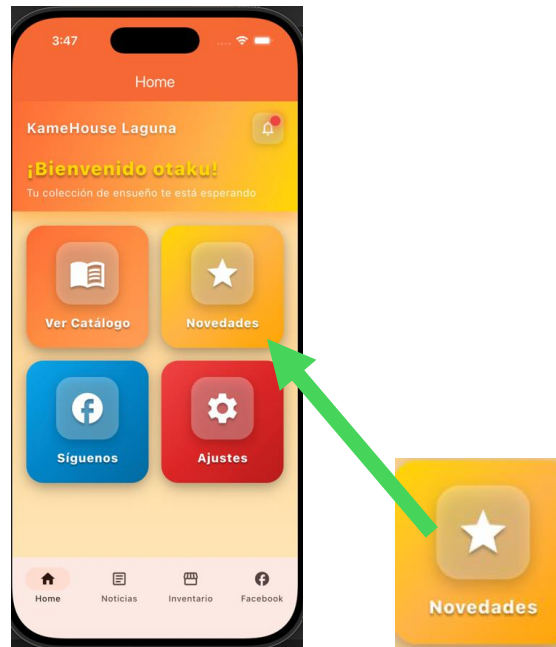 3:47
Home
KameHouse Laguna
¡Bienvenido otaku!
Tu colección de ensueño te está esperando
Ver Catálogo
Novedades
Síguenos
Ajustes
Home
Noticias
Inventario
Facebook
Novedades